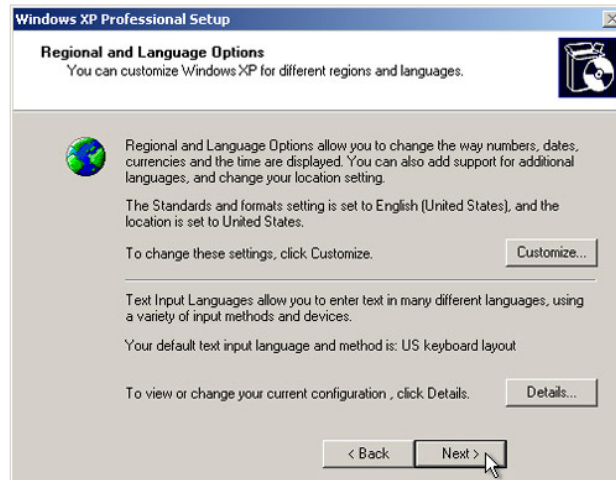 Windows XP Professional Setup
Regional and Language Options
You can customize Windows XP for different regions and languages.
Regional and Language Options allow you to change the way numbers, dates,
currencies and the time are displayed. You can also add support for additional
languages, and change your location setting.
The Standards and formats setting is set to English (United States), and the
location is set to United States.
To change these settings, click Customize.
Customize...
Text Input Languages allow you to enter text in many different languages, using
a variety of input methods and devices.
Your default text input language and method is: US keyboard layout
To view or change your current configuration , click Details.
Details...
< Back
Next >